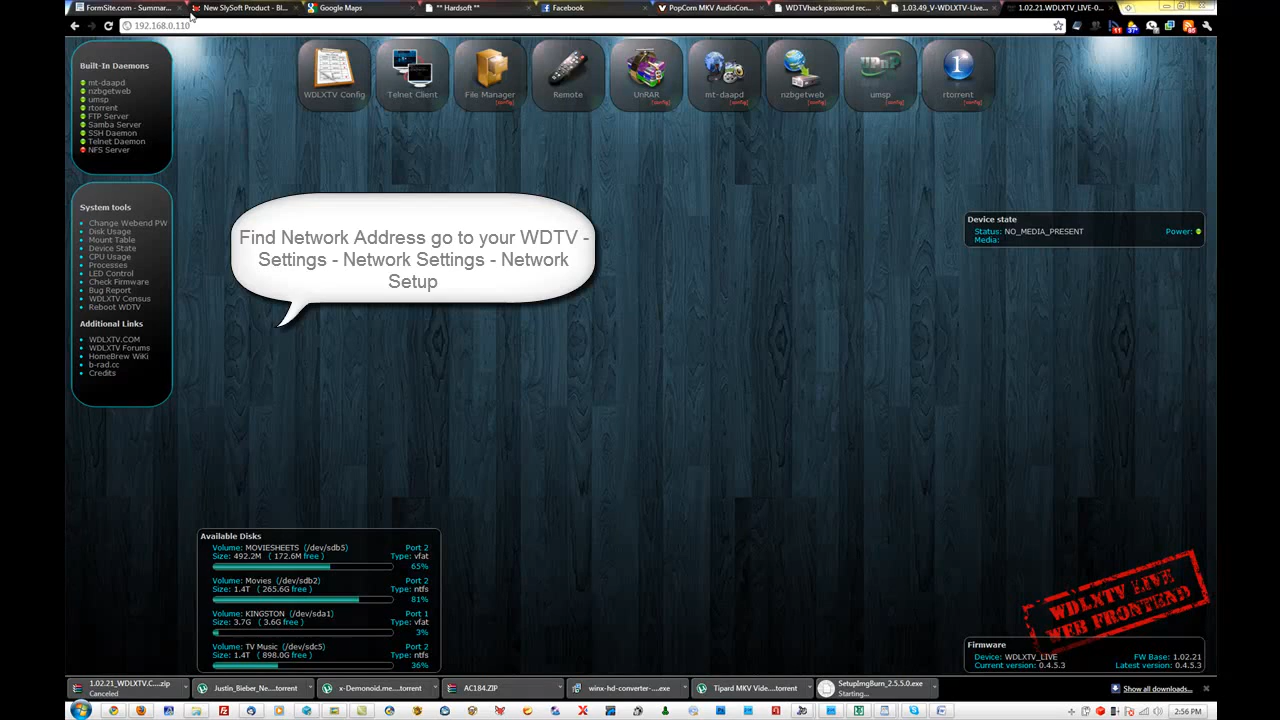 FormSite.com - Summar...
New SlySoft Product - Bl...
Google Maps
** Hardsoft **
Facebook
PopCorn MKV AudioCon...
WDTVhack password rec...
1.03.49_V-WDLXTV-Live...
1.02.21.WDLXTV_LIVE-0...
192.168.0.110
Built-In Daemons
mt-daapd
nzbgetweb
umsp
rtorrent
FTP Server
Samba Server
SSH Daemon
Telnet Daemon
NFS Server
WDLXTV Config
Telnet Client
File Manager
[config]
Remote
UnRAR
[config]
mt-daapd
[config]
nzbgetweb
[config]
UPnP
umsp
[config]
rtorrent
[config]
System tools
Change Webend PW
Disk Usage
Mount Table
Device State
CPU Usage
Processes
LED Control
Check Firmware
Bug Report
WDLXTV Census
Reboot WDTV
Additional Links
WDLXTV.COM
WDLXTV Forums
HomeBrew WiKi
b-rad.cc
Credits
Find Network Address go to your WDTV -
Settings - Network Settings - Network
Setup
Device state
Status: NO_MEDIA_PRESENT Power:
Media:
Available Disks
Volume: MOVIESHEETS (/dev/sdb5) Port 2
Size: 492.2M ( 172.6M free ) Type: vfat
65%
Volume: Movies (/dev/sdb2) Port 2
Size: 1.4T ( 265.6G free ) Type: ntfs
81%
Volume: KINGSTON (/dev/sda1) Port 1
Size: 3.7G ( 3.6G free ) Type: vfat
3%
Volume: TV Music (/dev/sdc5) Port 2
Size: 1.4T ( 898.0G free ) Type: ntfs
36%
WDLXTV LIVE
WEB FRONTEND
Firmware
Device: WDLXTV_LIVE FW Base: 1.02.21
Current version: 0.4.5.3 Latest version: 0.4.5.3
1.02.21_WDLXTV.C....zip
Canceled
Justin_Bieber_Ne....torrent
x-Demonoid.me....torrent
AC184.ZIP
winx-hd-converter-....exe
Tipard MKV Vide....torrent
SetupImgBurn_2.5.5.0.exe
Starting...
Show all downloads...
2:56 PM